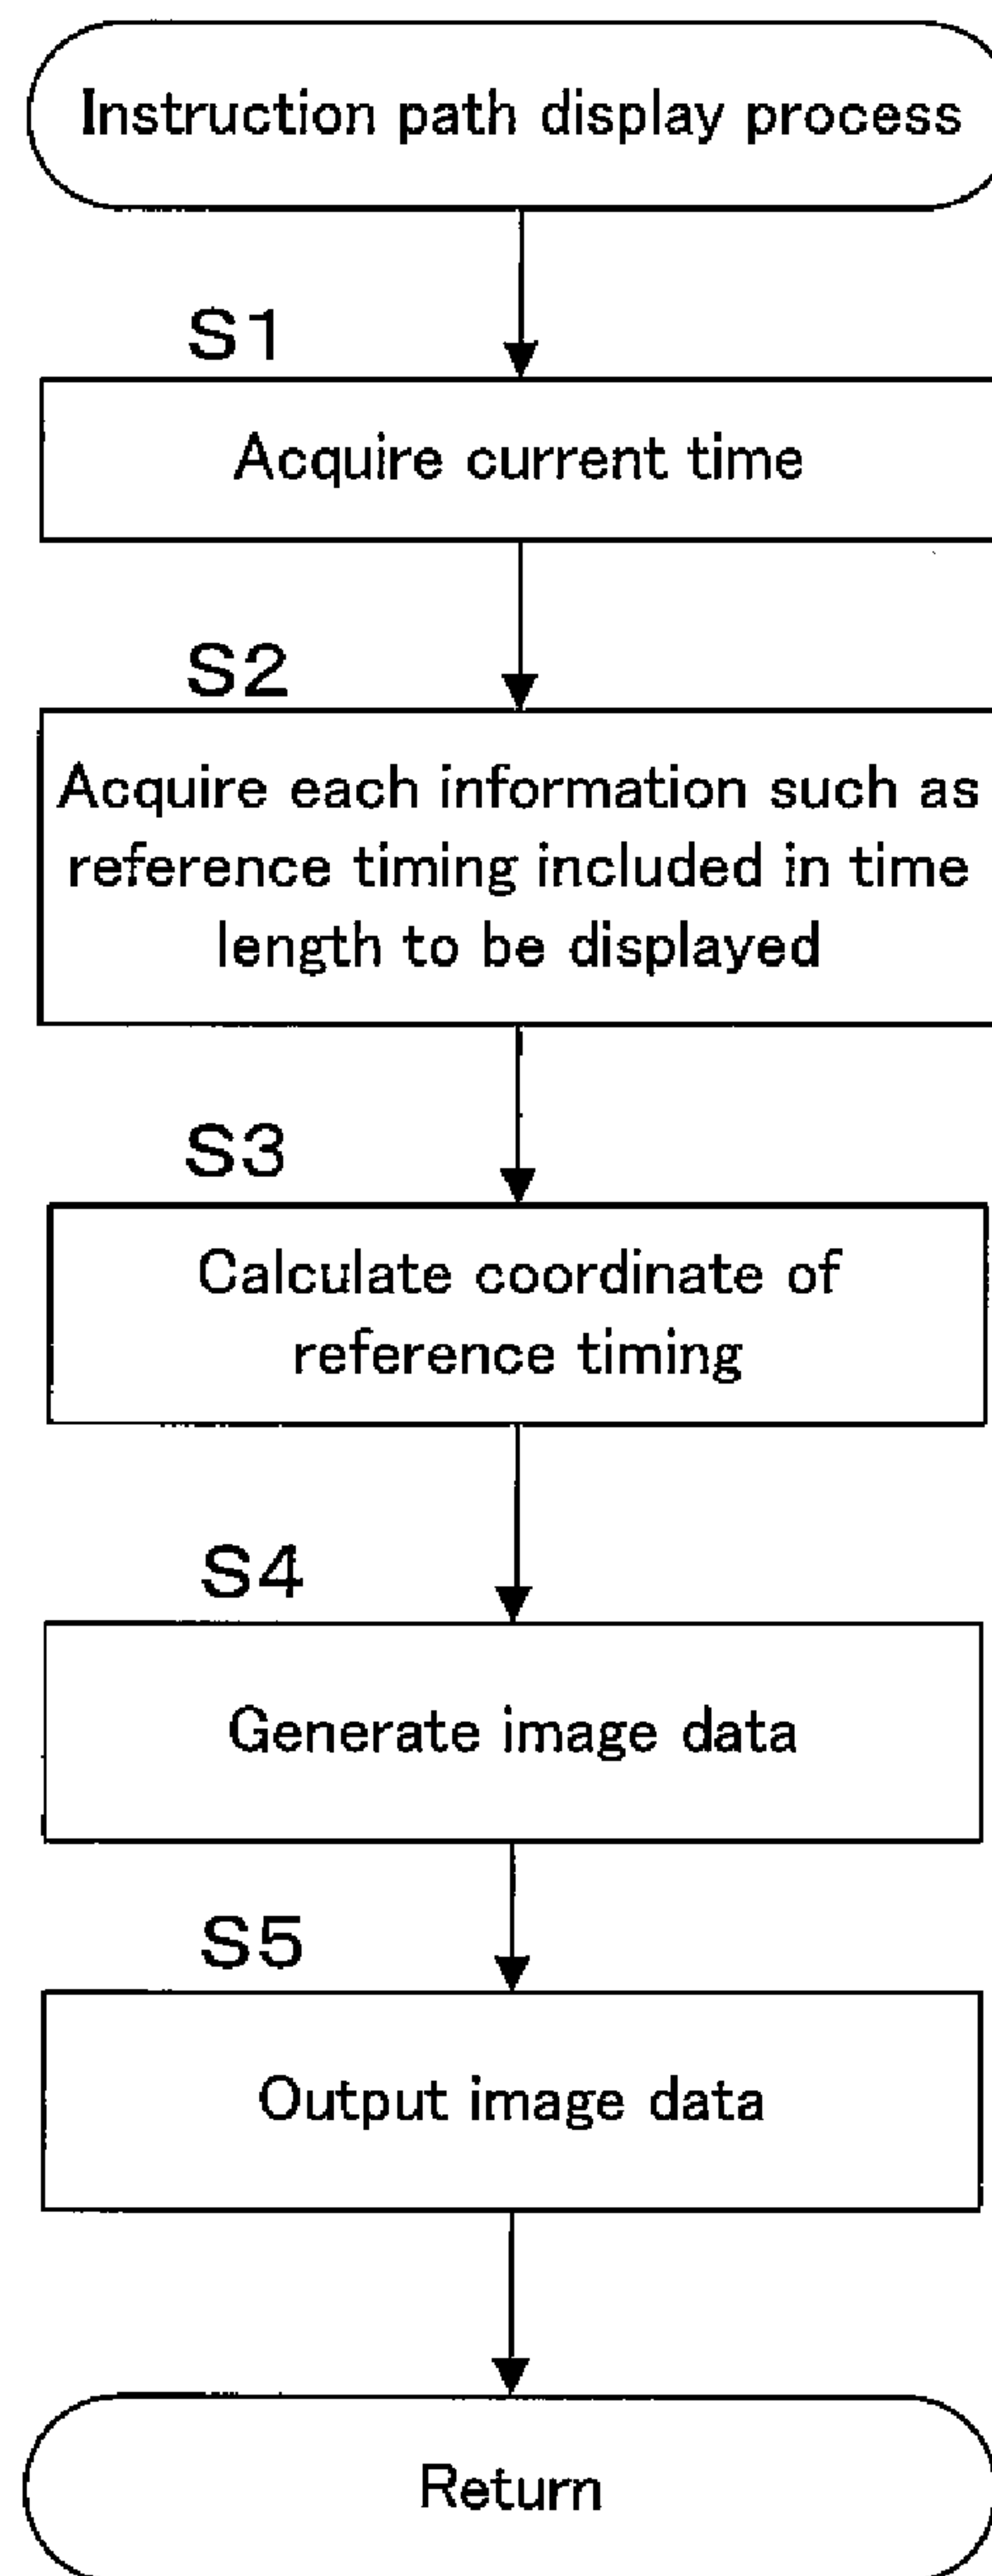 Instruction path display process
S1
Acquire current time
S2
Acquire each information such as
reference timing included in time
length to be displayed
S3
Calculate coordinate of
reference timing
S4
Generate image data
S5
Output image data
Return